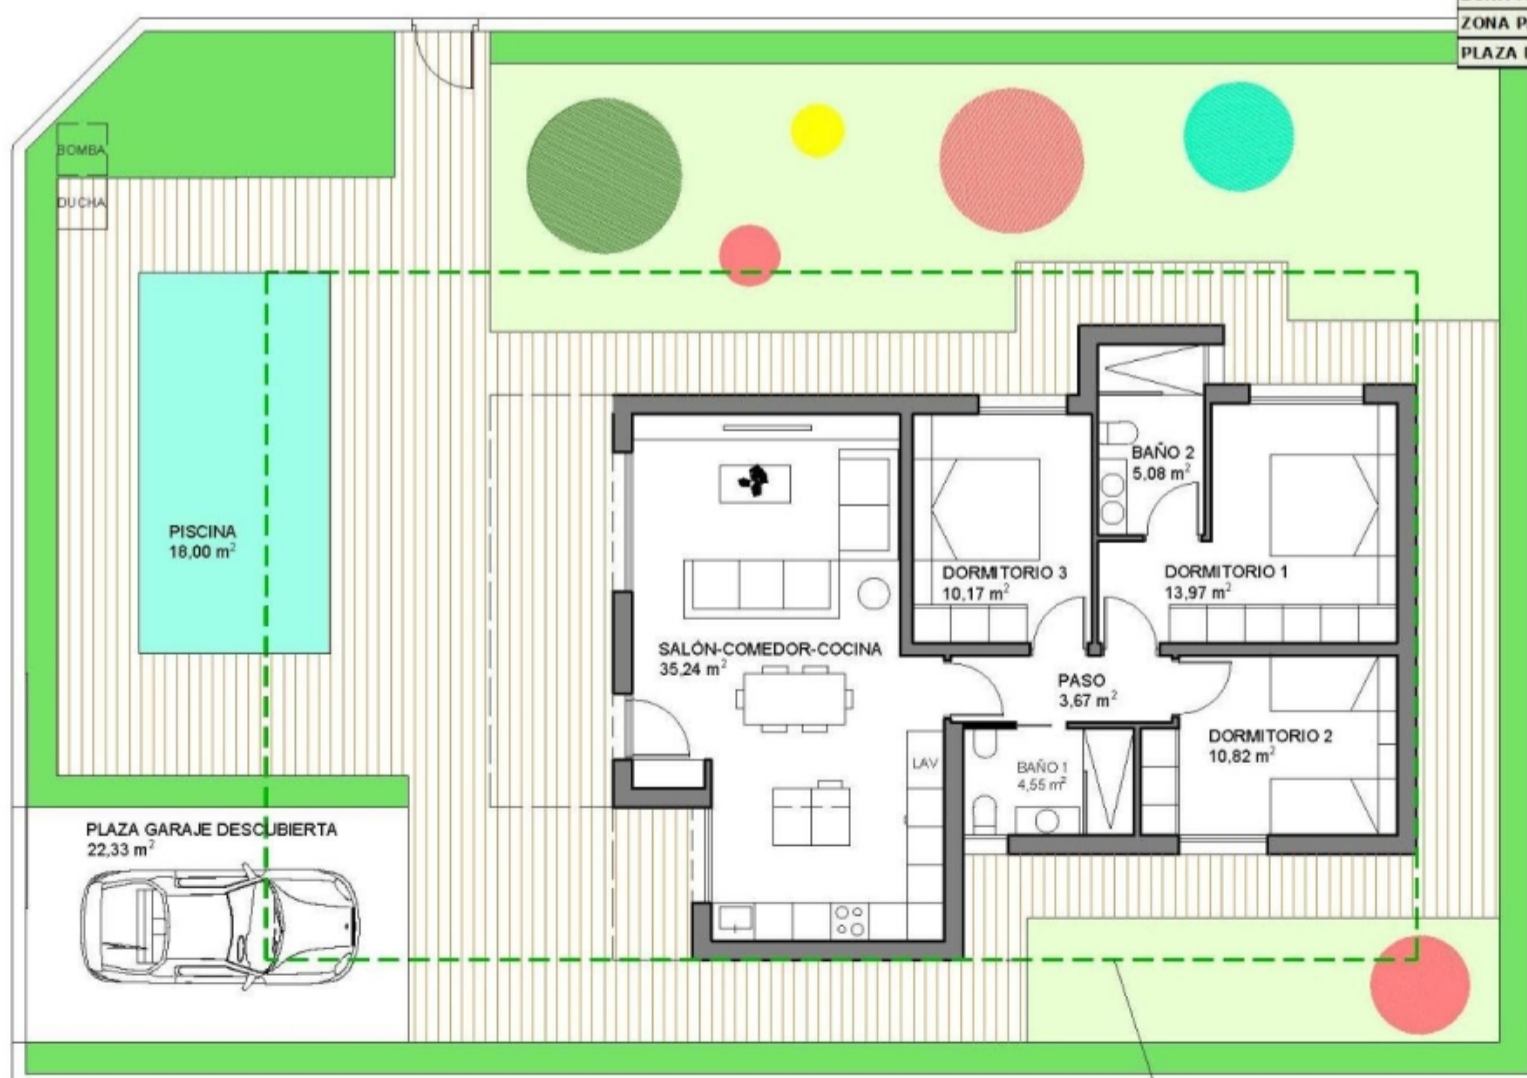 ZONA P
PLAZA
BOMBA
DUCHA
BAÑO 2
5,08 m²
PISCINA
18,00 m²
DORMITORIO 3
10,17 m²
DORMITORIO 1
13,97 m²
SALÓN-COMEDOR-COCINA
35,24 m²
PASO
3,67 m²
DORMITORIO 2
10,82 m²
LAV
BAÑO 1
4,55 m²
PLAZA GARAJE DESCUBIERTA
22,33 m²